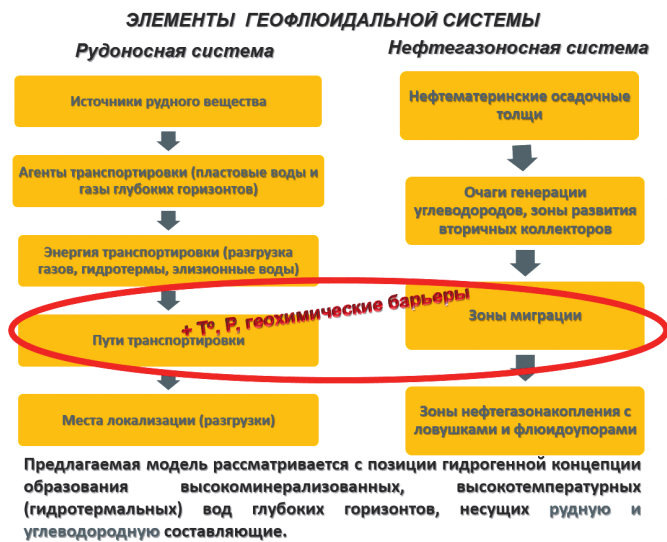 ЭЛЕМЕНТЫ ГЕОФЛЮИДАЛЬНОЙ СИСТЕМЫ
Рудоносная система
Источники рудного вещества
Агенты транспортировки (пластовые воды и
газы глубоких горизонтов)
Энергия транспортировки (разгрузка
газов, гидротермы, элизионные воды)
Пути транспортировки
Места локализации (разгрузки)
Нефтегазоносная система
Нефтематеринские осадочные
толщи
Очаги генерации
углеводородов, зоны развития
вторичных коллекторов
Зоны миграции
Зоны нефтегазонакопления с
ловушками и флюидоупорами
+ Tº, P, геохимические барьеры
Предлагаемая модель рассматривается с позиции гидрогенной концепции
образования высокоминерализованных, высокотемпературных
(гидротермальных) вод глубоких горизонтов, несущих рудную и
углеводородную составляющие.